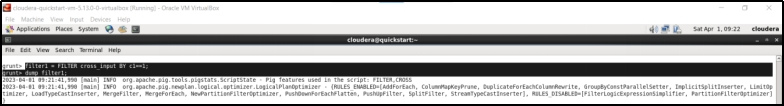 cloudera-quickstart-vm-5.13.0-0-virtualbox [Running] - Oracle VM VirtualBox
File Machine View Input Devices Help
Applications Places System Sat Apr 1, 09:22 cloudera
cloudera@quickstart:~
File Edit View Search Terminal Help
grunt> filter1 = FILTER cross_input BY c1==1;
grunt> dump filter1;
2023-04-01 09:21:41,990 [main] INFO org.apache.pig.tools.pigstats.ScriptState - Pig features used in the script: FILTER,CROSS
2023-04-01 09:21:41,990 [main] INFO org.apache.pig.newplan.logical.optimizer.LogicalPlanOptimizer - {RULES_ENABLED=[AddForEach, ColumnMapKeyPrune, DuplicateForEachColumnRewrite, GroupByConstParallelSetter, ImplicitSplitInserter, LimitOp
timizer, LoadTypeCastInserter, MergeFilter, MergeForEach, NewPartitionFilterOptimizer, PushDownForEachFlatten, PushUpFilter, SplitFilter, StreamTypeCastInserter], RULES_DISABLED=[FilterLogicExpressionSimplifier, PartitionFilterOptimizer]
}